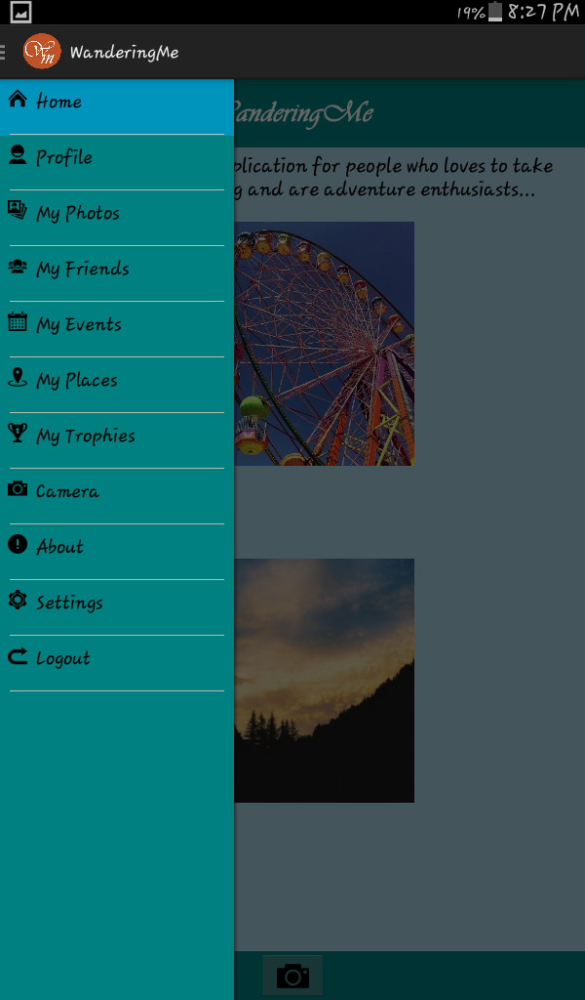 19% 8:27 PM
WanderingMe
Home
Profile
My Photos
My Friends
My Events
My Places
My Trophies
Camera
About
Settings
Logout
WanderingMe
plication for people who loves to take
g and are adventure enthusiasts...